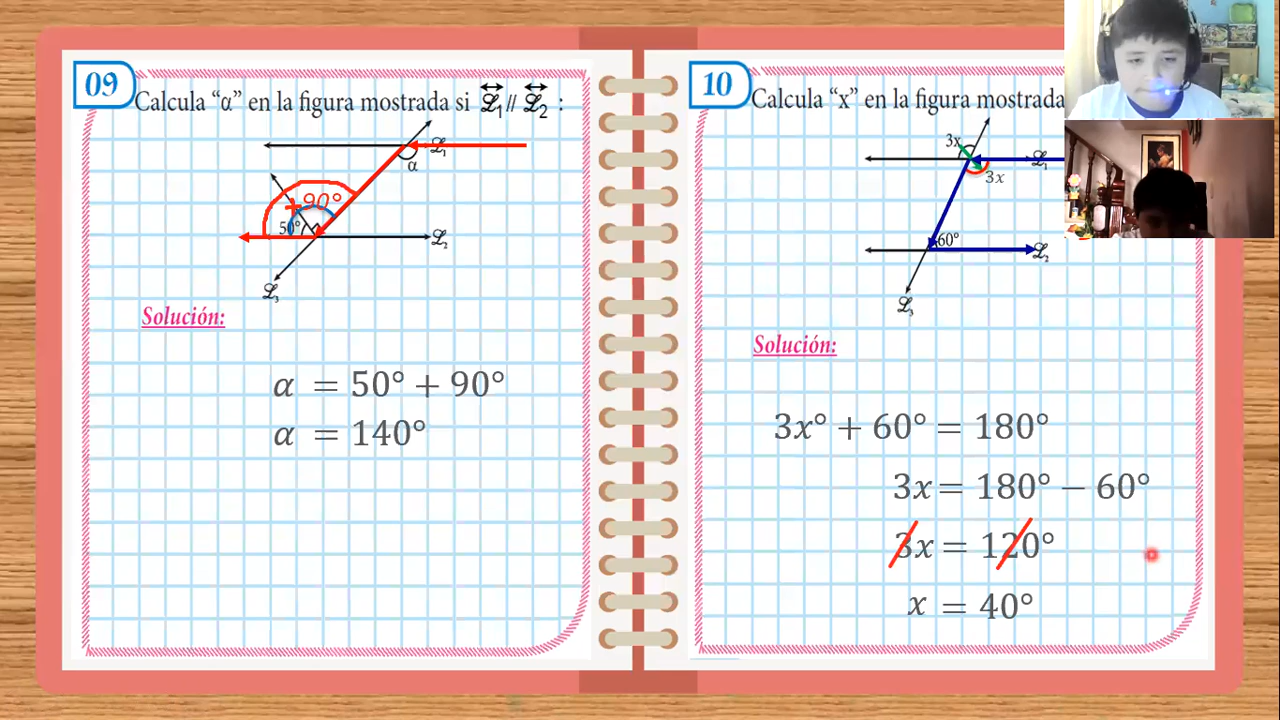 09
Calcula “α” en la figura mostrada si ℒ₁ // ℒ₂ :
ℒ₁
α
90°
50°
ℒ₂
ℒ₃
Solución:
α = 50° + 90°
α = 140°
10
Calcula “x” en la figura mostrada
3x
ℒ₁
3x
60°
ℒ₂
ℒ₃
Solución:
3x° + 60° = 180°
3x = 180° − 60°
3x = 120°
x = 40°